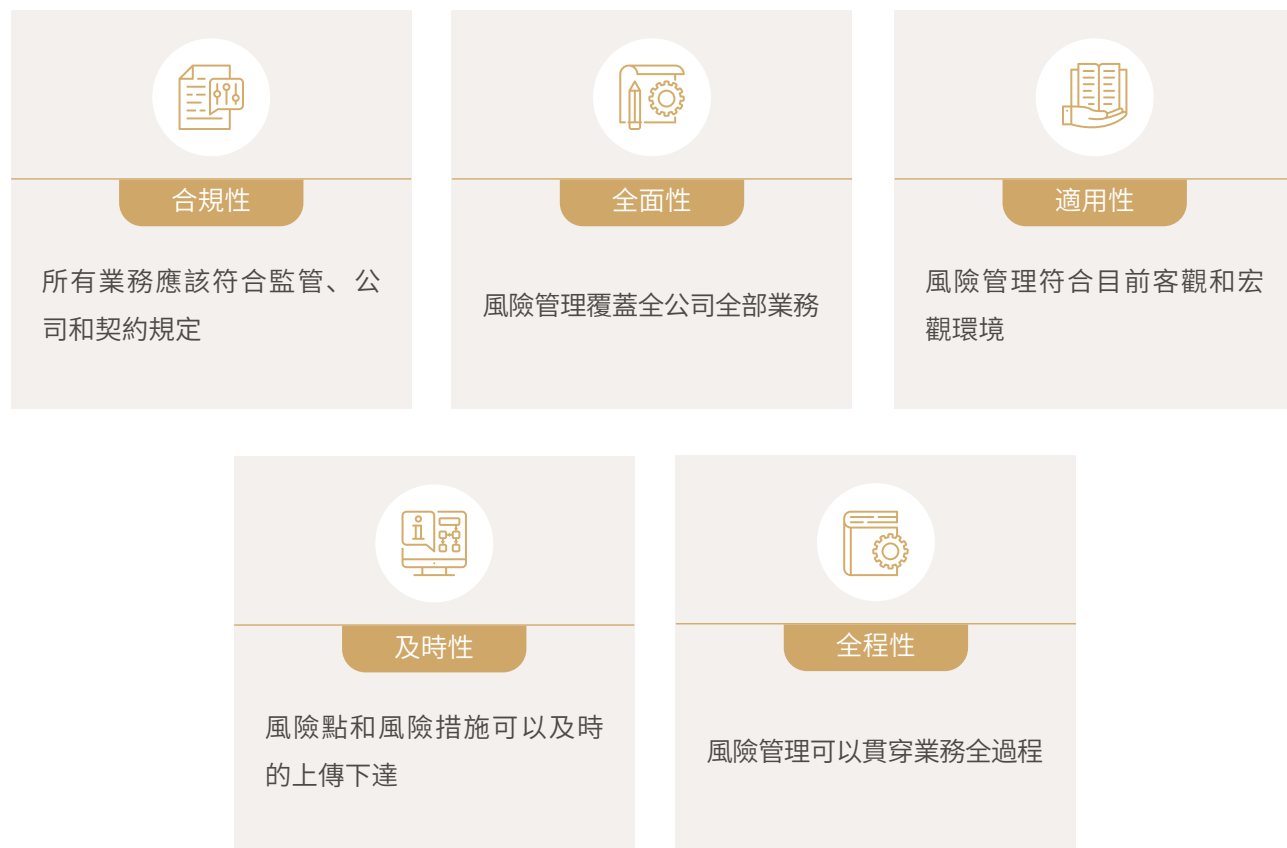 合規性
所有業務應該符合監管、公
司和契約規定
全面性
風險管理覆蓋全公司全部業務
適用性
風險管理符合目前客觀和宏
觀環境
及時性
風險點和風險措施可以及時
的上傳下達
全程性
風險管理可以貫穿業務全過程